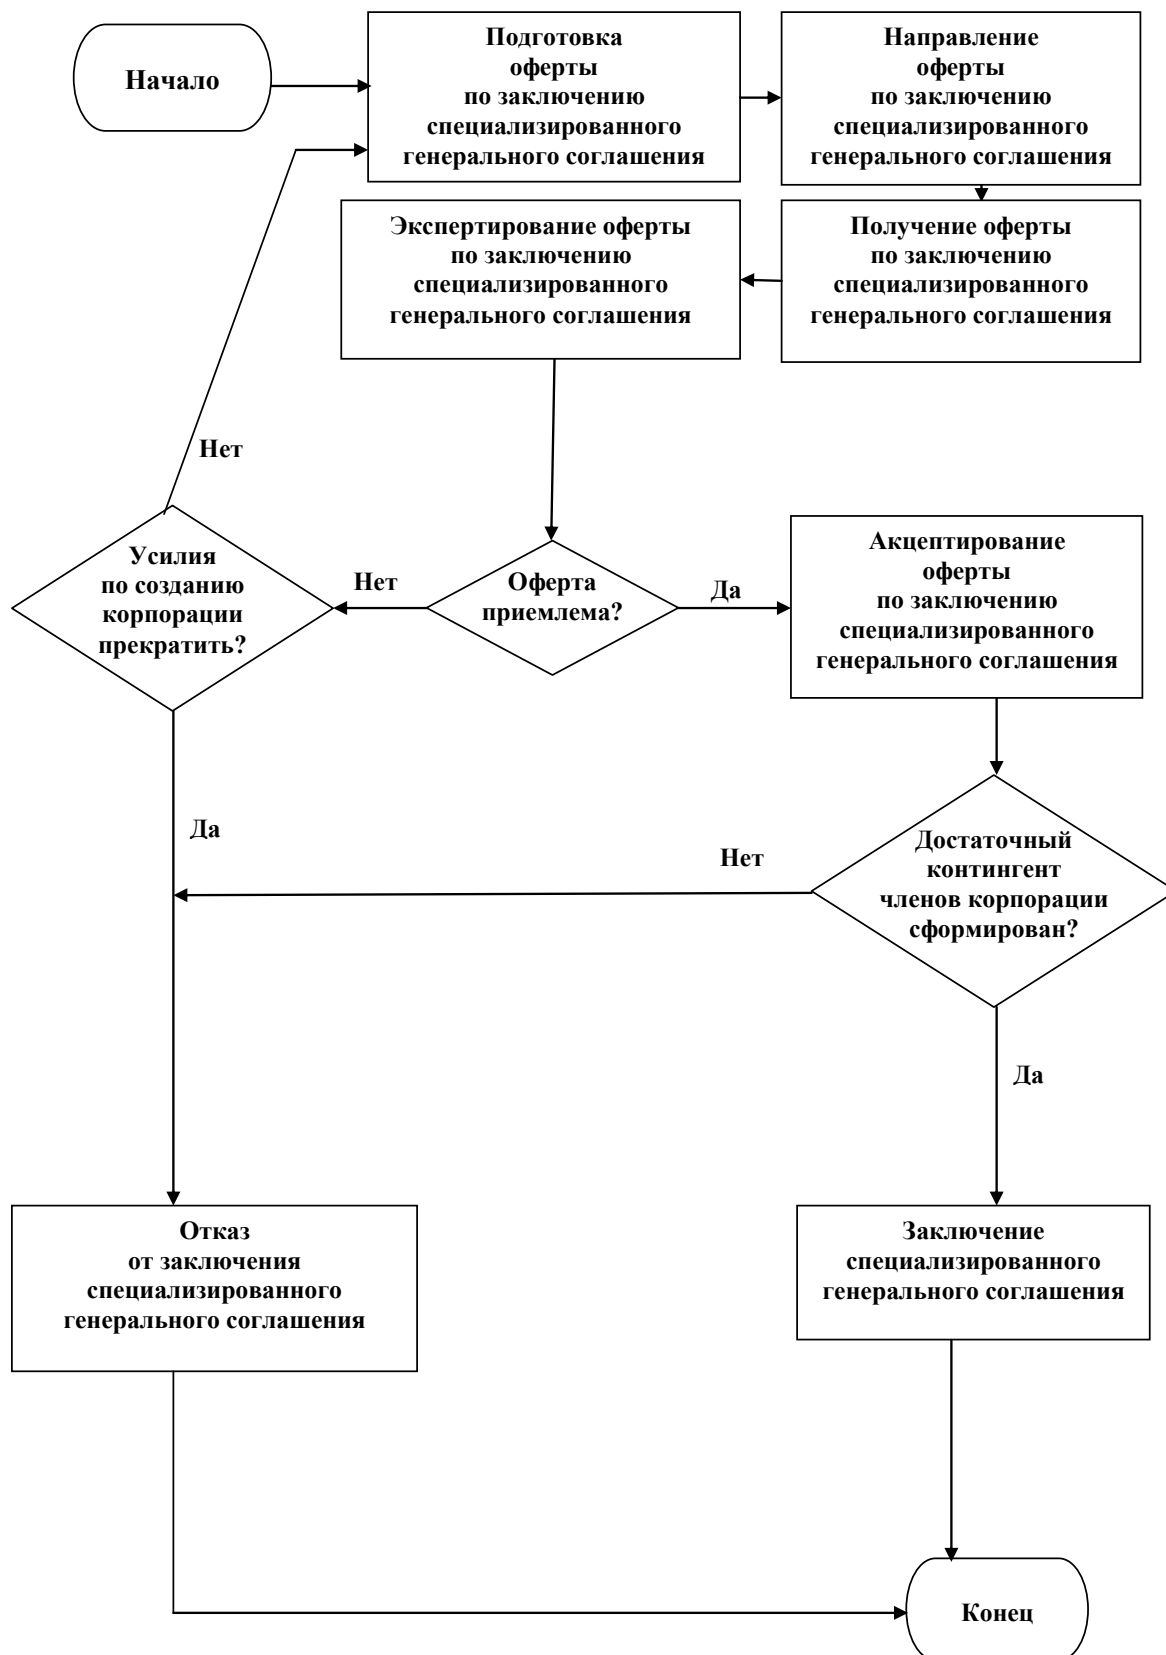 Начало
Подготовка
оферты
по заключению
специализированного
генерального соглашения
Направление
оферты
по заключению
специализированного
генерального соглашения
Экспертирование оферты
по заключению
специализированного
генерального соглашения
Получение оферты
по заключению
специализированного
генерального соглашения
Нет
Усилия
по созданию
корпорации
прекратить?
Нет
Оферта
приемлема?
Да
Акцептирование
оферты
по заключению
специализированного
генерального соглашения
Да
Нет
Достаточный
контингент
членов корпорации
сформирован?
Да
Отказ
от заключения
специализированного
генерального соглашения
Заключение
специализированного
генерального соглашения
Конец